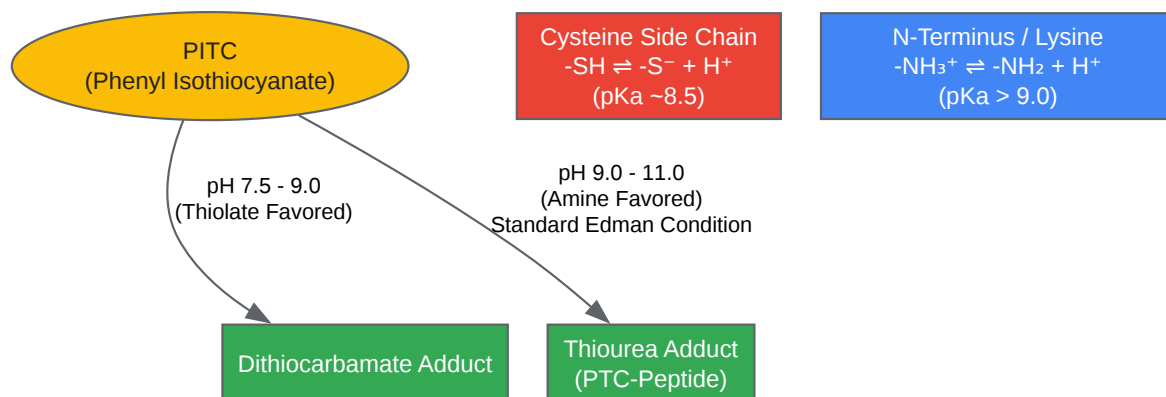 PITC
(Phenyl Isothiocyanate)
Cysteine Side Chain
-SH ⇌ -S⁻ + H⁺
(pKa ~8.5)
N-Terminus / Lysine
-NH₃⁺ ⇌ -NH₂ + H⁺
(pKa > 9.0)
pH 7.5 - 9.0
(Thiolate Favored)
pH 9.0 - 11.0
(Amine Favored)
Standard Edman Condition
Dithiocarbamate Adduct
Thiourea Adduct
(PTC-Peptide)